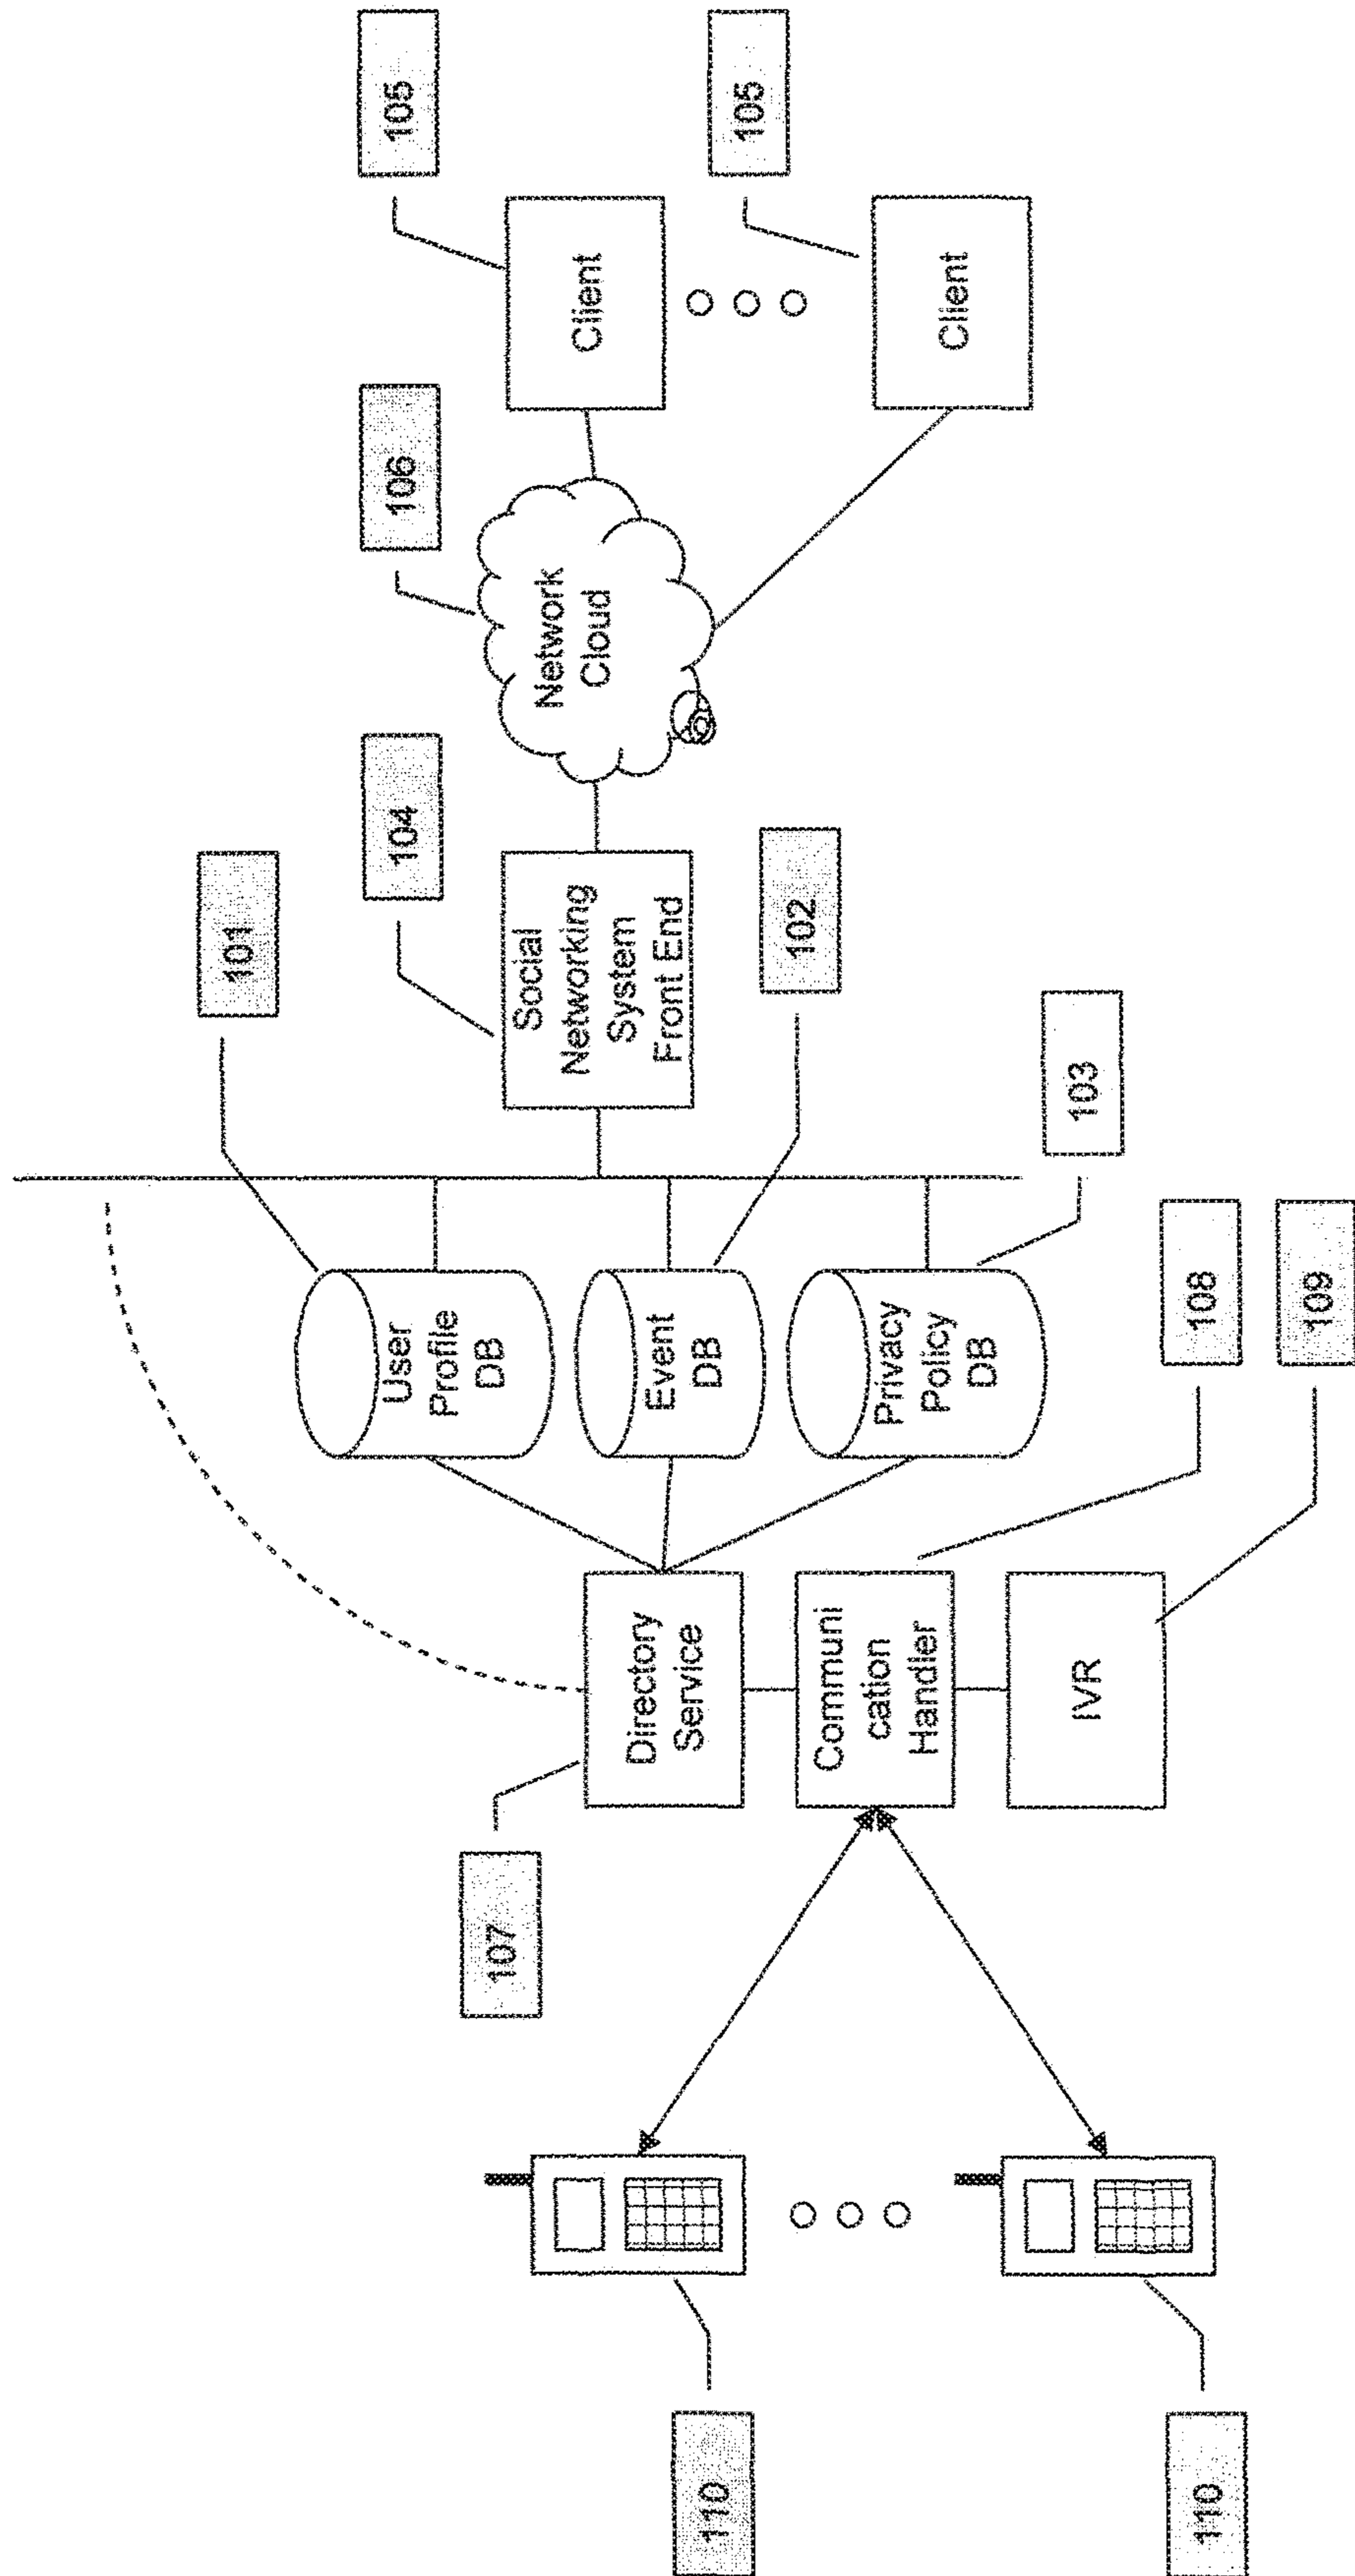 105
105
106
Client
Client
Network
Cloud
104
101
102
Social
Networking
System
Front End
103
User
Profile
DB
Event
DB
Privacy
Policy
DB
108
109
107
Directory
Service
Communi
cation
Handler
IVR
110
110